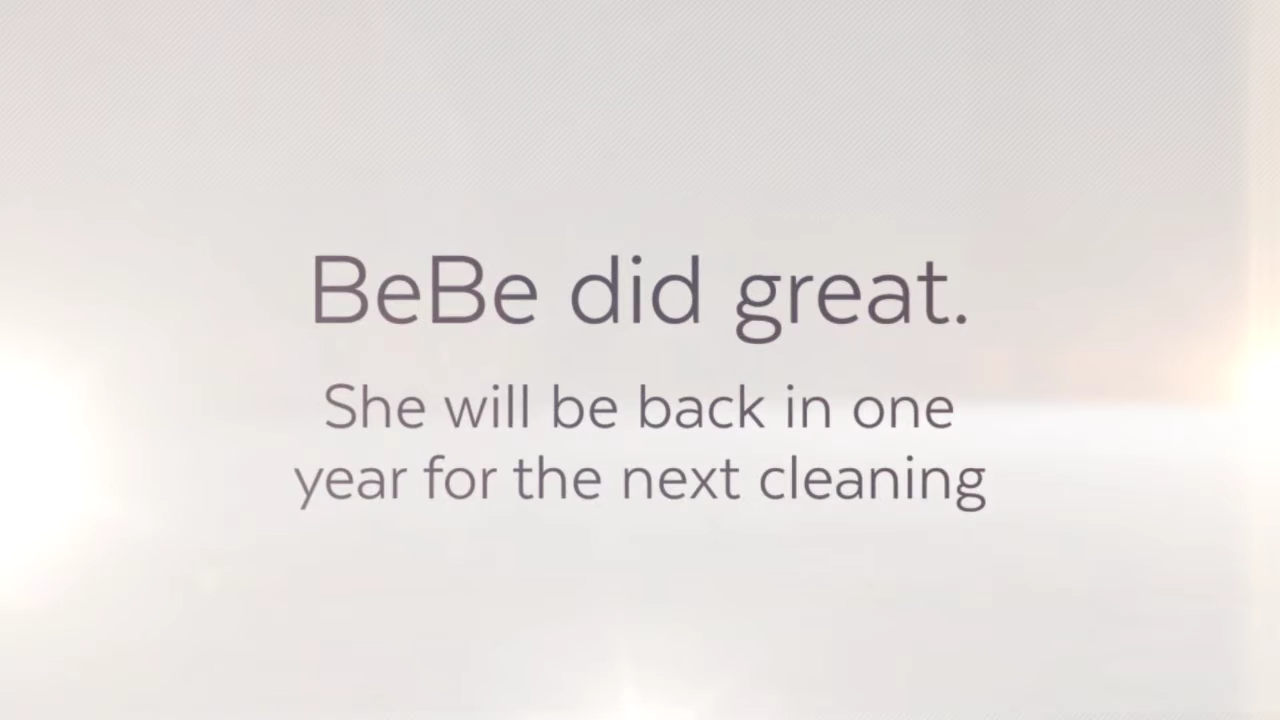 BeBe did great.
She will be back in one
year for the next cleaning